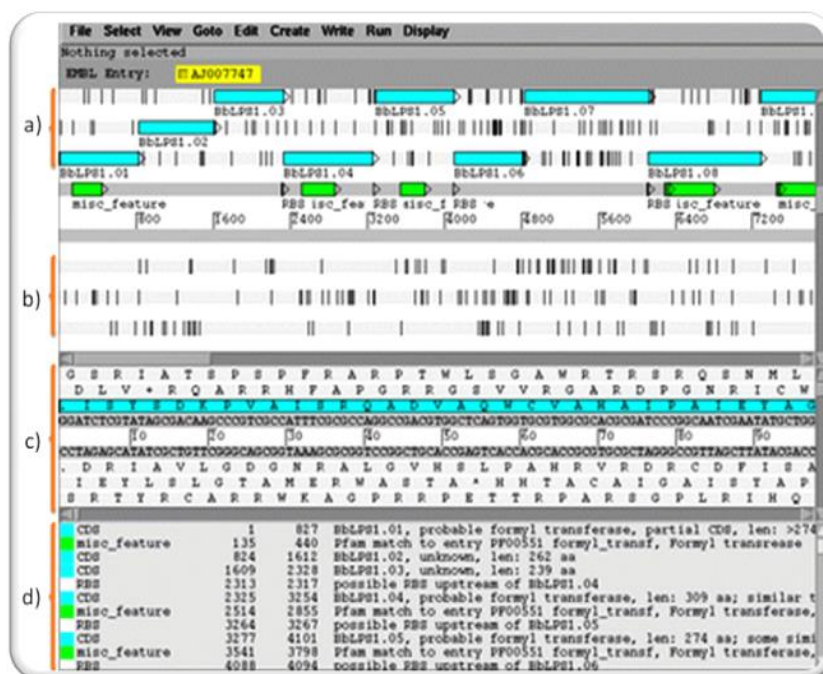 File Select View Goto Edit Create Write Run Display
Nothing selected
EMBL Entry: AJ007747
a)
BbLPS1.03 BbLPS1.05 BbLPS1.07 BbLPS1.
BbLPS1.02
BbLPS1.01 BbLPS1.04 BbLPS1.06 BbLPS1.08
misc_feature RBS isc_fea RBS RBS isc_feature misc_
800 1600 2400 3200 4000 4800 5600 6400 7200
b)
c)
G S R I A T S P S P F R A R P T W L S G A W R T R S R Q S N M L
D L V * R Q A R R H F A P G R R G S V V R G A R D P G N R I C W
I S Y S D K P V A I S R Q A D V A Q W C V A H A I P A I E Y A G
GGATCTCGTATAGCGACAAGCCCGTCGCCATTTCGCGCCAGGCCGACGTGGCTCAGTGGTGCGTGGCGCACGCGATCCCGGCAATCGAATATGCTGG
10 20 30 40 50 60 70 80 90
CCTAGAGCATATCGCTGTTCGGGCAGCGGTAAAGCGCGGTCCGGCTGCACCGAGTCACCACGCACCGCGTGCGCTAGGGCCGTTAGCTTATACGACC
. D R I A V L G D G N R A L G V H S L P A H R V R D R C D F I S A
I E Y L S L G T A M E R W A S T A * H H T A C A I G A I S Y A P
S R T Y R C A R R W K A G P R R P E T T R P A R S G P L R I H Q
d)
CDS 1 827 BbLPS1.01, probable formyl transferase, partial CDS, len: >274
misc_feature 135 440 Pfam match to entry PF00551 formyl_transf, Formyl transrease
CDS 824 1612 BbLPS1.02, unknown, len: 262 aa
CDS 1609 2328 BbLPS1.03, unknown, len: 239 aa
RBS 2313 2317 possible RBS upstream of BbLPS1.04
CDS 2325 3254 BbLPS1.04, probable formyl transferase, len: 309 aa; similar t
misc_feature 2514 2855 Pfam match to entry PF00551 formyl_transf, Formyl transferase,
RBS 3264 3267 possible RBS upstream of BbLPS1.05
CDS 3277 4101 BbLPS1.05, probable formyl transferase, len: 274 aa; some simi
misc_feature 3541 3798 Pfam match to entry PF00551 formyl_transf, Formyl transferase,
RBS 4088 4094 possible RBS upstream of BbLPS1.06